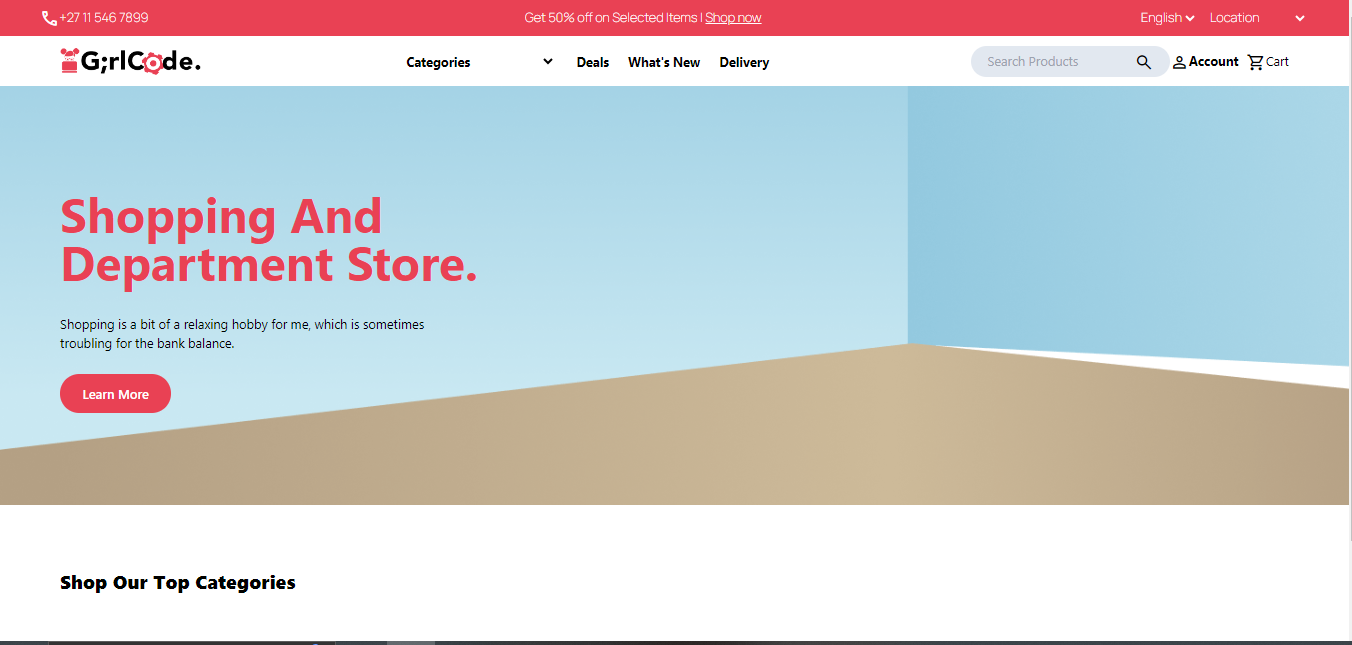 +27 11 546 7899
Get 50% off on Selected Items | Shop now
English
Location
G;rlCode.
Categories
Deals
What's New
Delivery
Search Products
Account
Cart
Shopping And
Department Store.
Shopping is a bit of a relaxing hobby for me, which is sometimes
troubling for the bank balance.
Learn More
Shop Our Top Categories